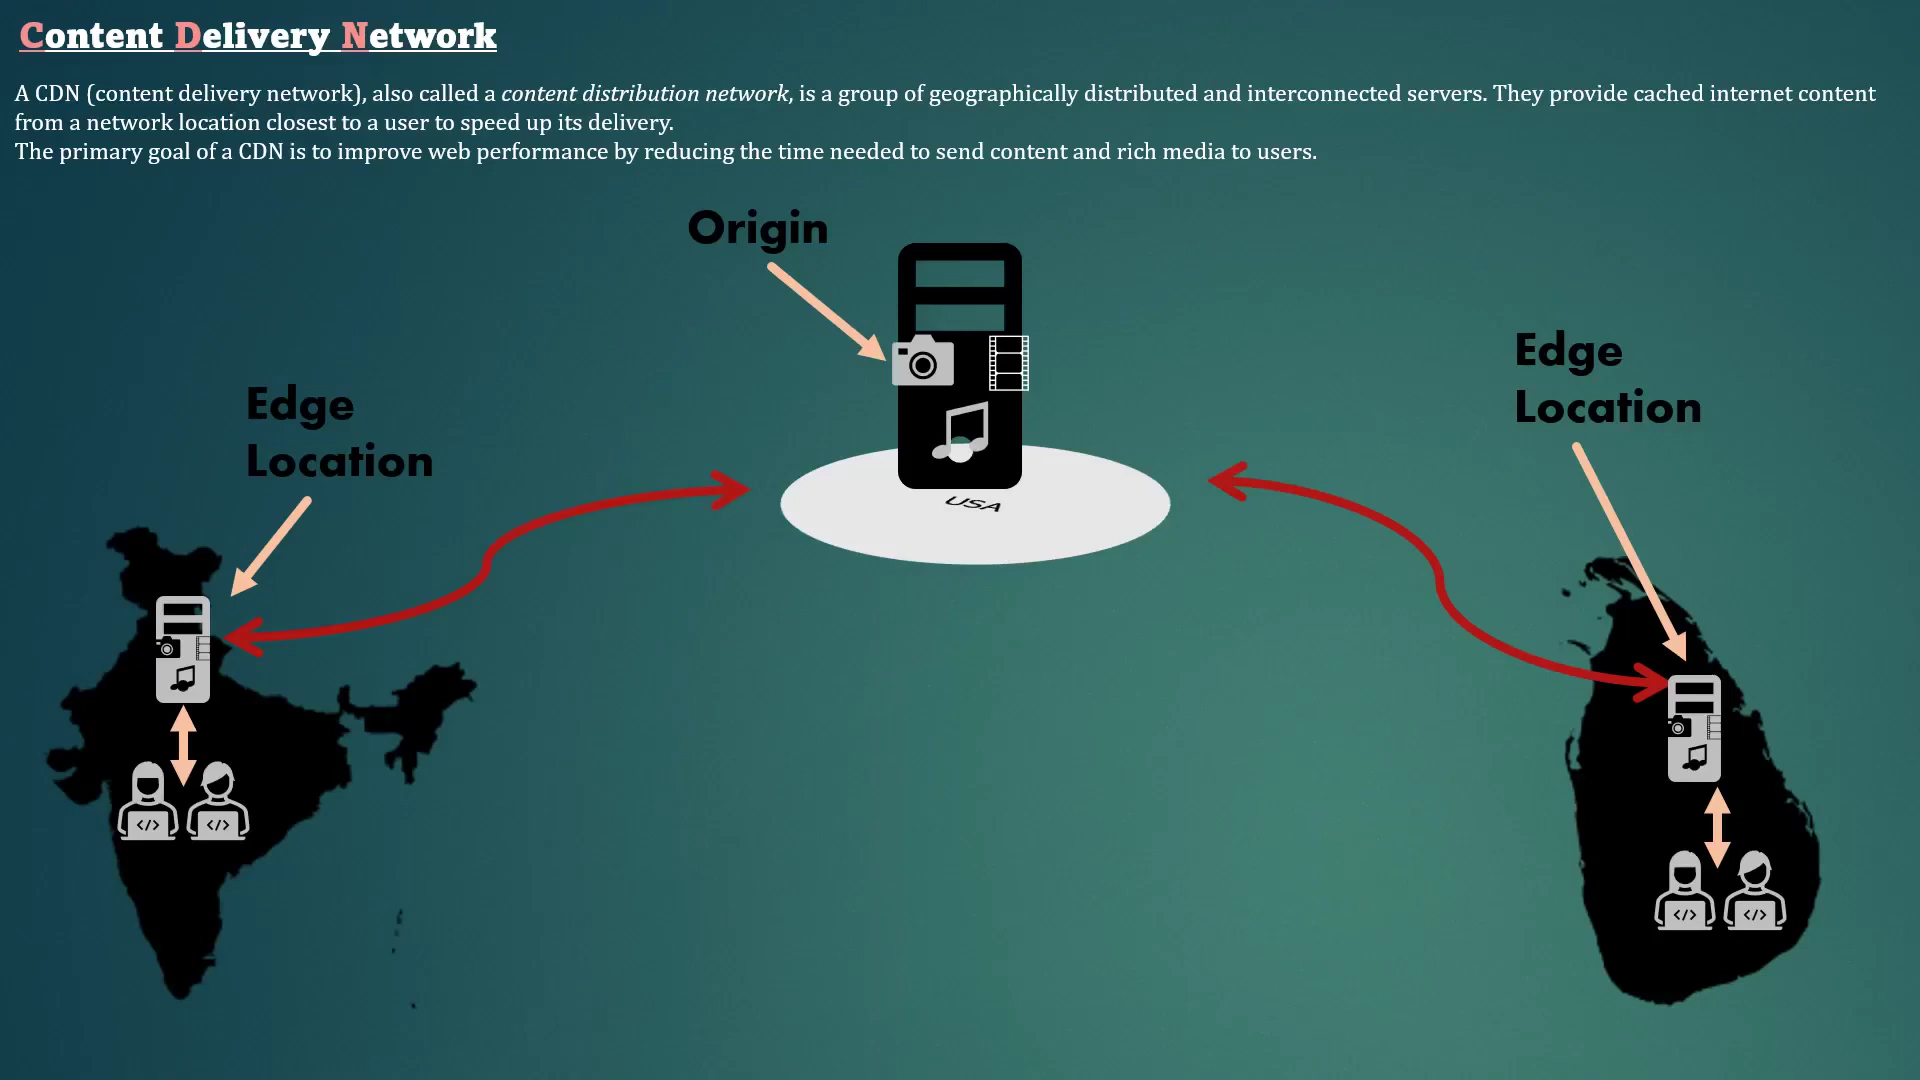 Content Delivery Network
A CDN (content delivery network), also called a content distribution network, is a group of geographically distributed and interconnected servers. They provide cached internet content
from a network location closest to a user to speed up its delivery.
The primary goal of a CDN is to improve web performance by reducing the time needed to send content and rich media to users.
Origin
Edge
Location
Edge
Location
USA
</>
</>
</>
</>